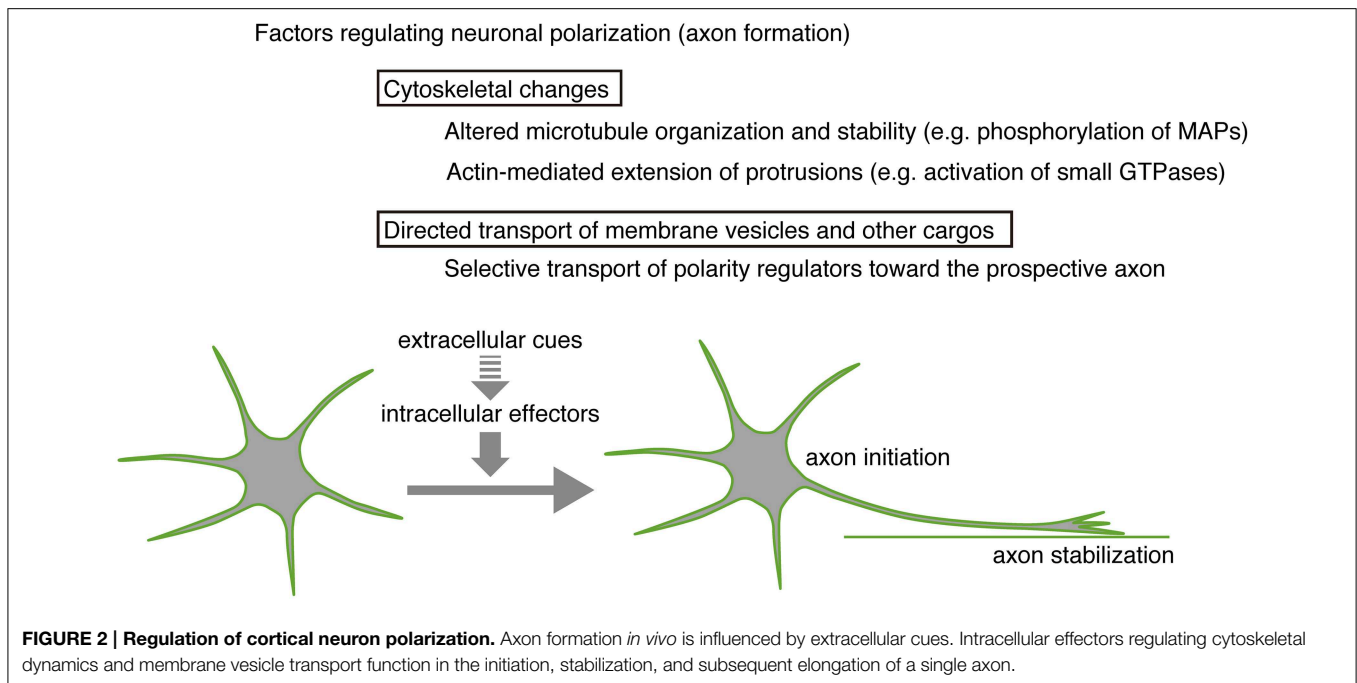 Factors regulating neuronal polarization (axon formation)
Cytoskeletal changes
Altered microtubule organization and stability (e.g. phosphorylation of MAPs)
Actin-mediated extension of protrusions (e.g. activation of small GTPases)
Directed transport of membrane vesicles and other cargos
Selective transport of polarity regulators toward the prospective axon
extracellular cues
intracellular effectors
axon initiation
axon stabilization
FIGURE 2 | Regulation of cortical neuron polarization. Axon formation in vivo is influenced by extracellular cues. Intracellular effectors regulating cytoskeletal
dynamics and membrane vesicle transport function in the initiation, stabilization, and subsequent elongation of a single axon.